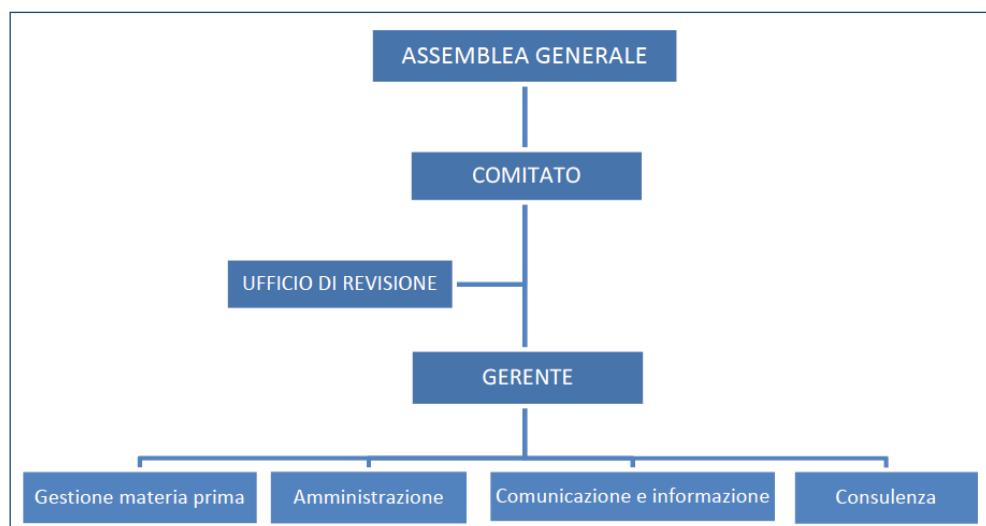 ASSEMBLEA GENERALE
COMITATO
UFFICIO DI REVISIONE
GERENTE
Gestione materia prima
Amministrazione
Comunicazione e informazione
Consulenza